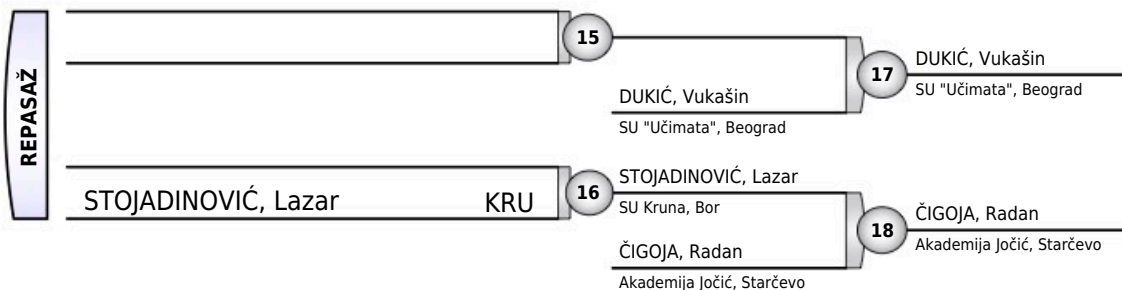 REPASAŽ
15
DUKIĆ, Vukašin
SU "Učimata", Beograd
17
DUKIĆ, Vukašin
SU "Učimata", Beograd
STOJADINOVIĆ, Lazar KRU
16
STOJADINOVIĆ, Lazar
SU Kruna, Bor
ČIGOJA, Radan
Akademija Jočić, Starčevo
18
ČIGOJA, Radan
Akademija Jočić, Starčevo